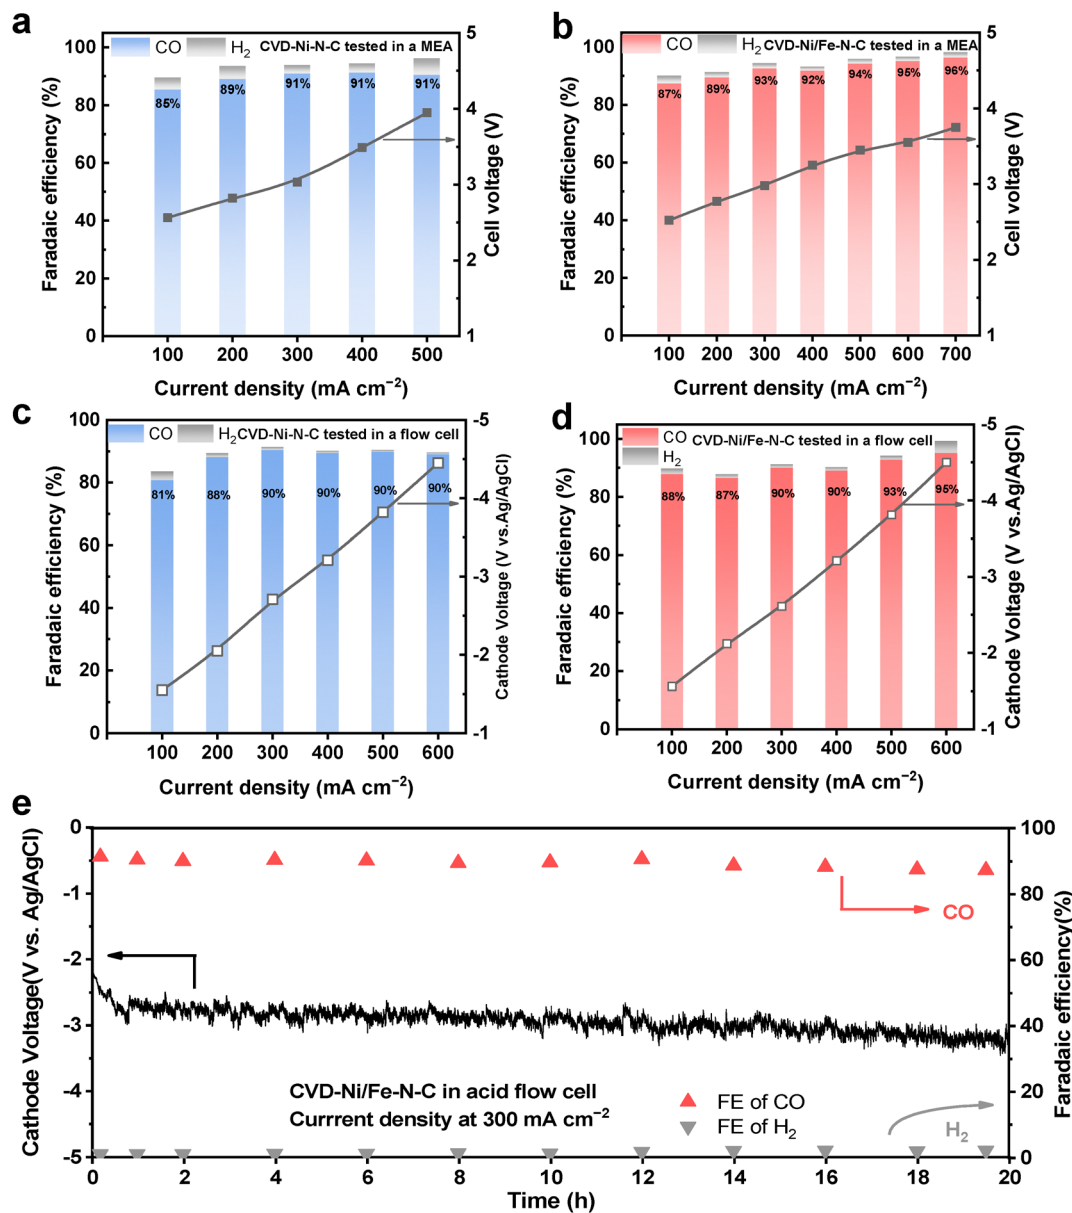 a
CO
H₂
CVD-Ni-N-C tested in a MEA
Faradaic efficiency (%)
100
80
60
40
20
0
85%
89%
91%
91%
91%
5
4
3
2
1
Cell voltage (V)
100 200 300 400 500
Current density (mA cm⁻²)
b
CO
H₂ CVD-Ni/Fe-N-C tested in a MEA
Faradaic efficiency (%)
100
80
60
40
20
0
87%
89%
93%
92%
94%
95%
96%
5
4
3
2
1
Cell voltage (V)
100 200 300 400 500 600 700
Current density (mA cm⁻²)
c
CO
H₂CVD-Ni-N-C tested in a flow cell
Faradaic efficiency (%)
100
80
60
40
20
0
81%
88%
90%
90%
90%
90%
-5
-4
-3
-2
-1
Cathode Voltage (V vs.Ag/AgCl)
100 200 300 400 500 600
Current density (mA cm⁻²)
d
CO CVD-Ni/Fe-N-C tested in a flow cell
H₂
Faradaic efficiency (%)
100
80
60
40
20
0
88%
87%
90%
90%
93%
95%
-5
-4
-3
-2
-1
Cathode Voltage (V vs.Ag/AgCl)
100 200 300 400 500 600
Current density (mA cm⁻²)
e
Cathode Voltage(V vs. Ag/AgCl)
0
-1
-2
-3
-4
-5
CO
CVD-Ni/Fe-N-C in acid flow cell
Currrent density at 300 mA cm⁻²
FE of CO
FE of H₂
H₂
100
80
60
40
20
0
Faradaic efficiency(%)
0 2 4 6 8 10 12 14 16 18 20
Time (h)